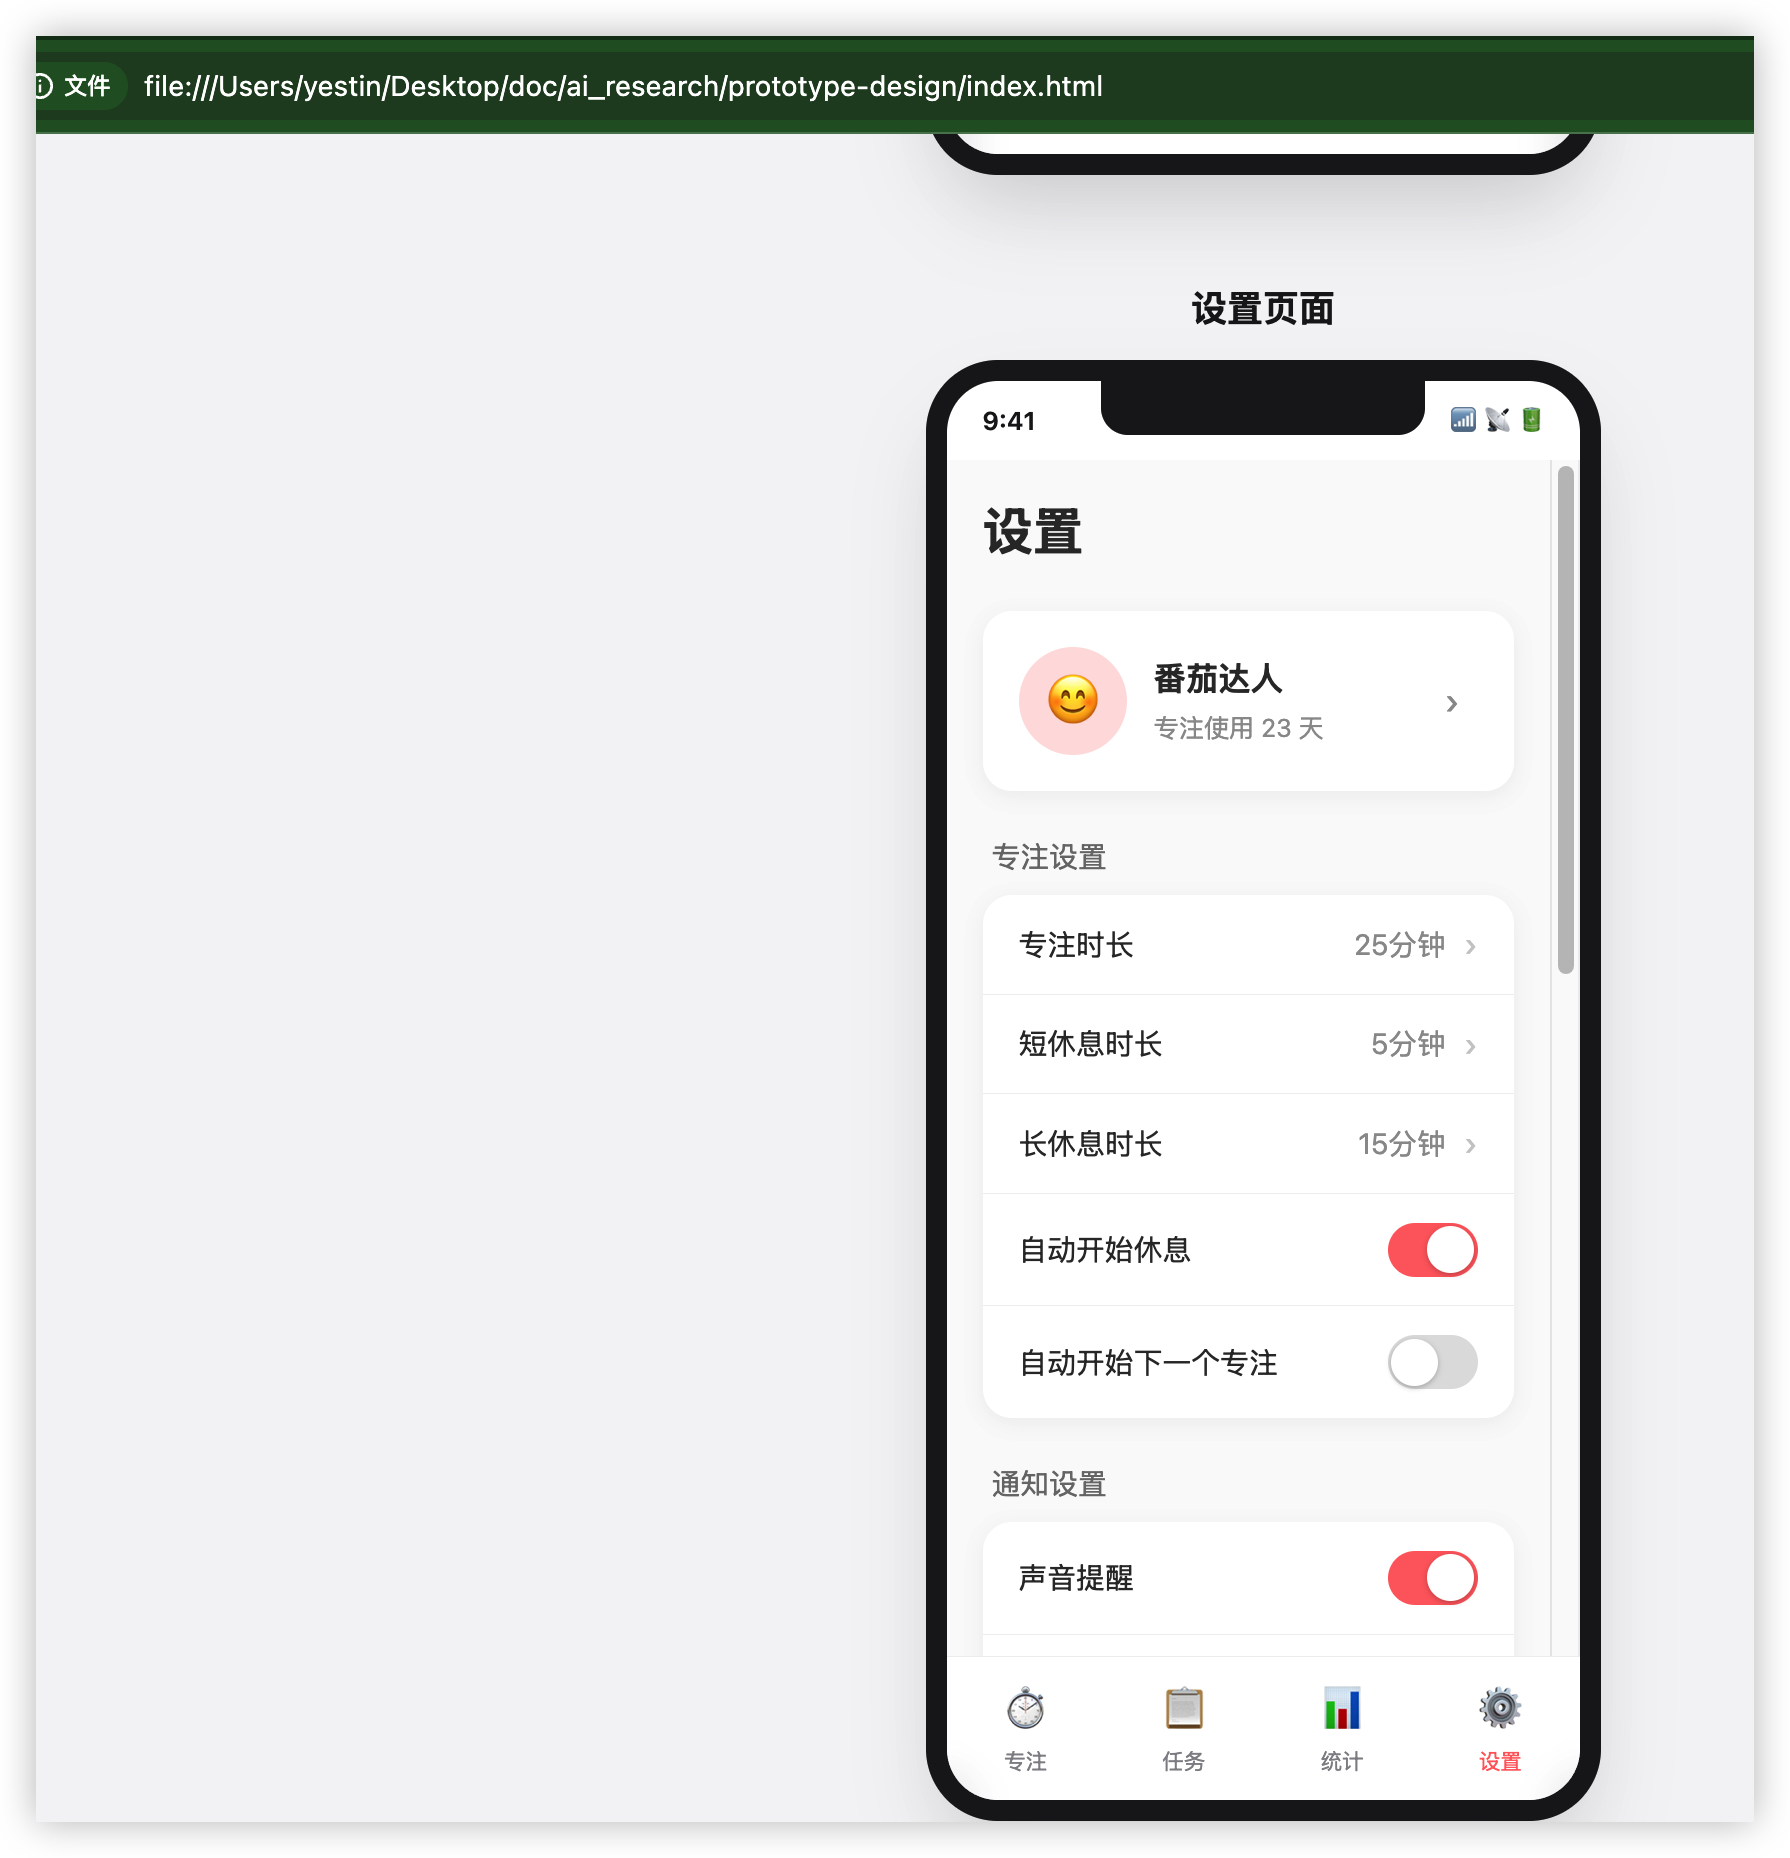 文件 file:///Users/yestin/Desktop/doc/ai_research/prototype-design/index.html
设置页面
9:41
设置
番茄达人
专注使用 23 天
专注设置
专注时长 25分钟
短休息时长 5分钟
长休息时长 15分钟
自动开始休息
自动开始下一个专注
通知设置
声音提醒
专注 任务 统计 设置